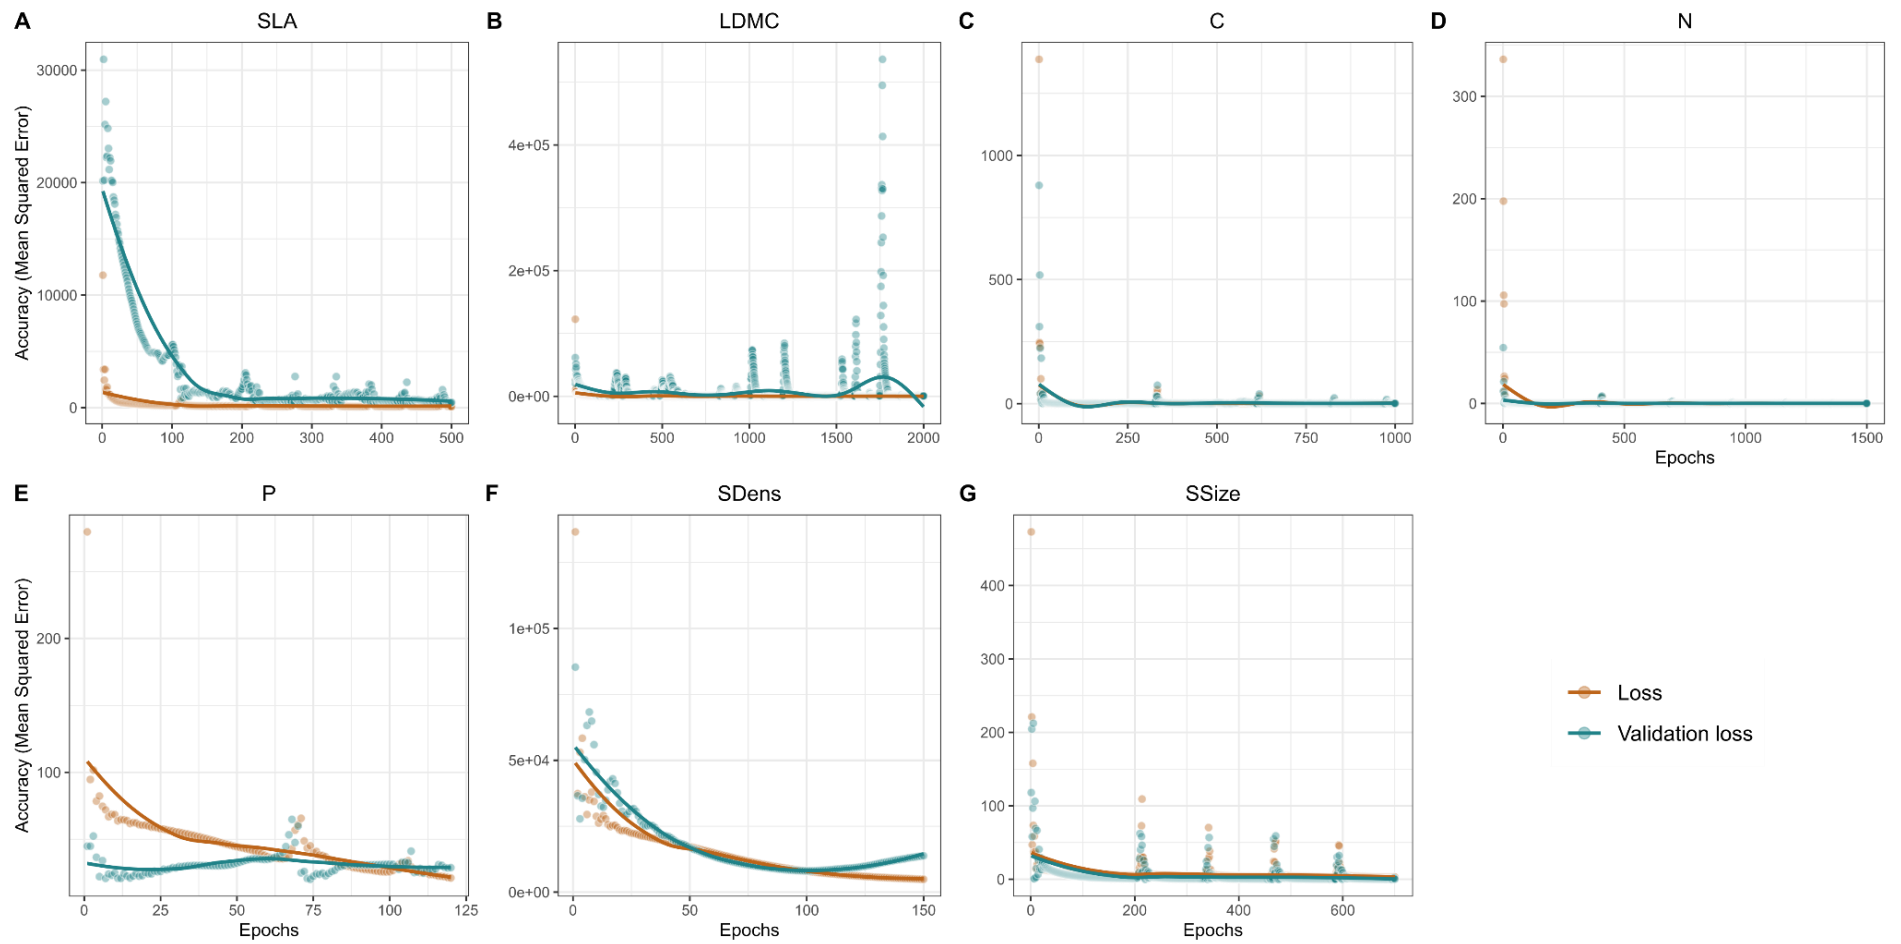 A SLA
B LDMC
C C
D N
Accuracy (Mean Squared Error)
30000
20000
10000
0
0 100 200 300 400 500
4e+05
2e+05
0e+00
0 500 1000 1500 2000
1000
500
0
0 250 500 750 1000
300
200
100
0
0 500 1000 1500
Epochs
E P
F SDens
G SSize
Accuracy (Mean Squared Error)
200
100
0 25 50 75 100 125
Epochs
1e+05
5e+04
0e+00
0 50 100 150
Epochs
400
300
200
100
0
0 200 400 600
Epochs
Loss
Validation loss